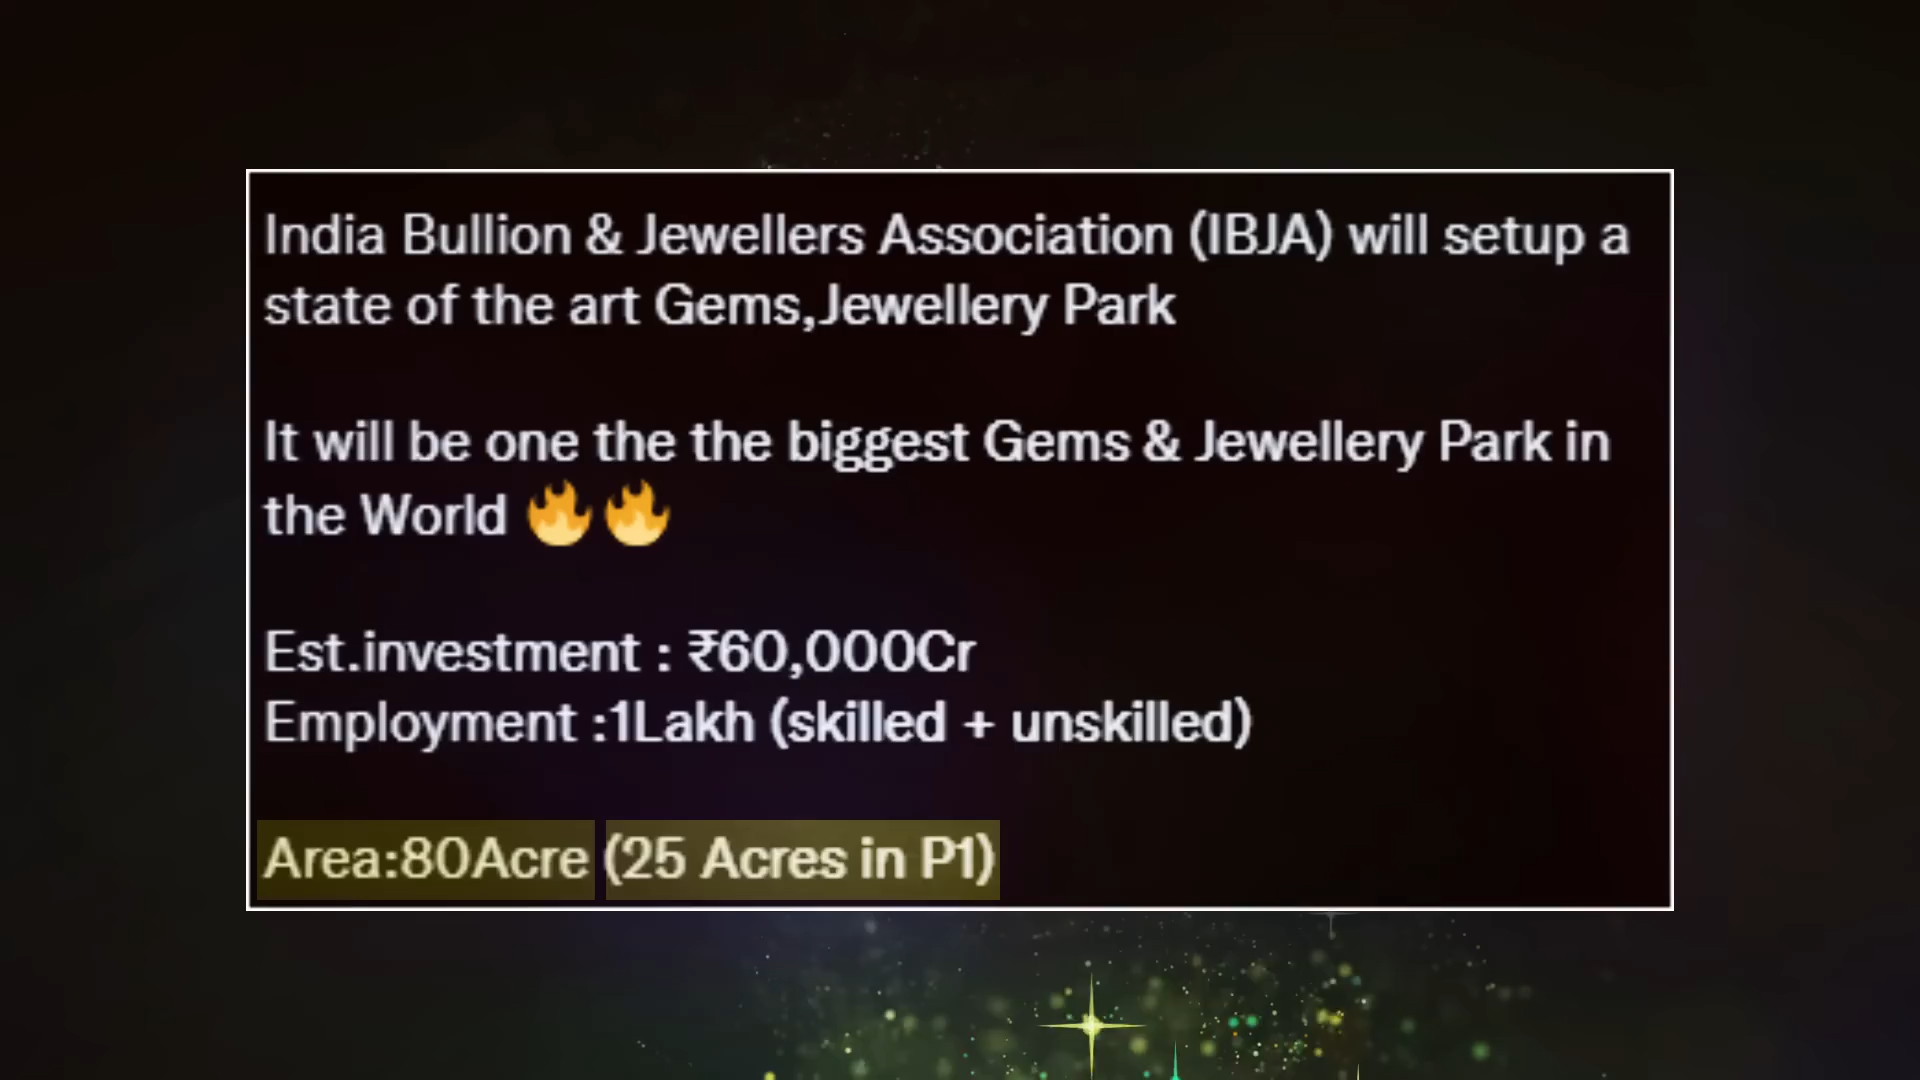 India Bullion & Jewellers Association (IBJA) will setup a
state of the art Gems,Jewellery Park
It will be one the the biggest Gems & Jewellery Park in
the World 🔥🔥
Est.investment : ₹60,000Cr
Employment :1Lakh (skilled + unskilled)
Area:80Acre (25 Acres in P1)